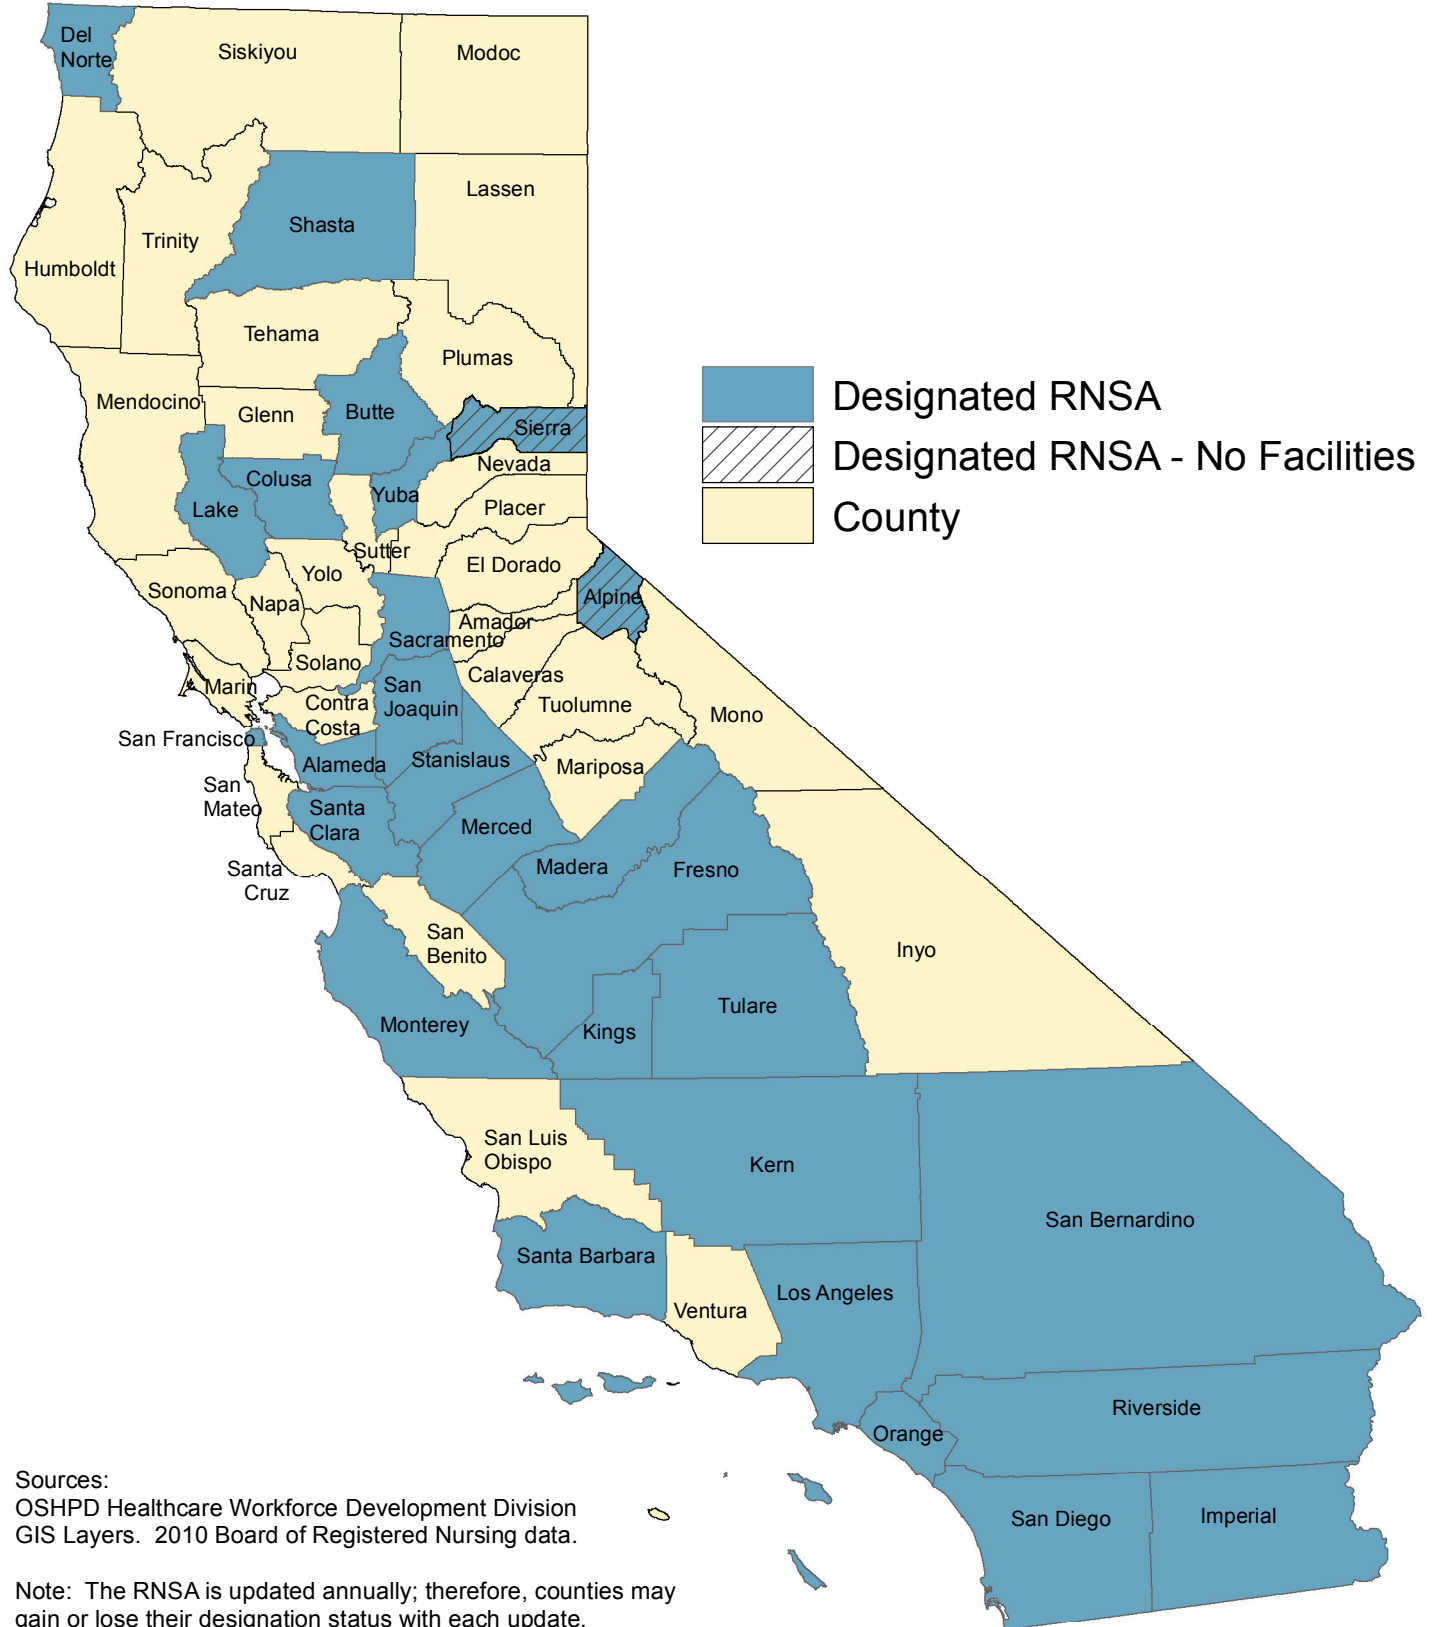 Del
Norte
Siskiyou
Modoc
Shasta
Lassen
Trinity
Humboldt
Tehama
Plumas
Mendocino
Glenn
Butte
Sierra
Nevada
Colusa
Yuba
Lake
Placer
Sutter
El Dorado
Yolo
Sonoma
Napa
Alpine
Amador
Sacramento
Solano
Calaveras
Marin
San
Joaquin
Contra
Costa
Tuolumne
Mono
San Francisco
Alameda
Stanislaus
Mariposa
San
Mateo
Santa
Clara
Merced
Madera
Fresno
Santa
Cruz
San
Benito
Inyo
Tulare
Monterey
Kings
San Luis
Obispo
Kern
San Bernardino
Santa Barbara
Los Angeles
Ventura
Riverside
Orange
San Diego
Imperial
Designated RNSA
Designated RNSA - No Facilities
County
Sources:
OSHPD Healthcare Workforce Development Division
GIS Layers.  2010 Board of Registered Nursing data.
Note:  The RNSA is updated annually; therefore, counties may
gain or lose their designation status with each update.